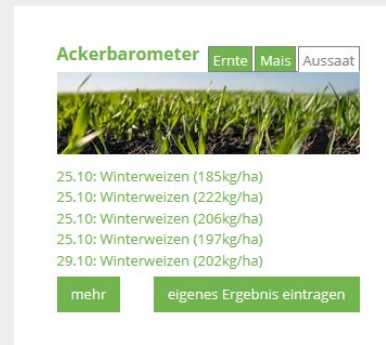 Ackerbarometer Ernte Mais Aussaat
25.10: Winterweizen (185kg/ha)
25.10: Winterweizen (222kg/ha)
25.10: Winterweizen (206kg/ha)
25.10: Winterweizen (197kg/ha)
29.10: Winterweizen (202kg/ha)
mehr eigenes Ergebnis eintragen